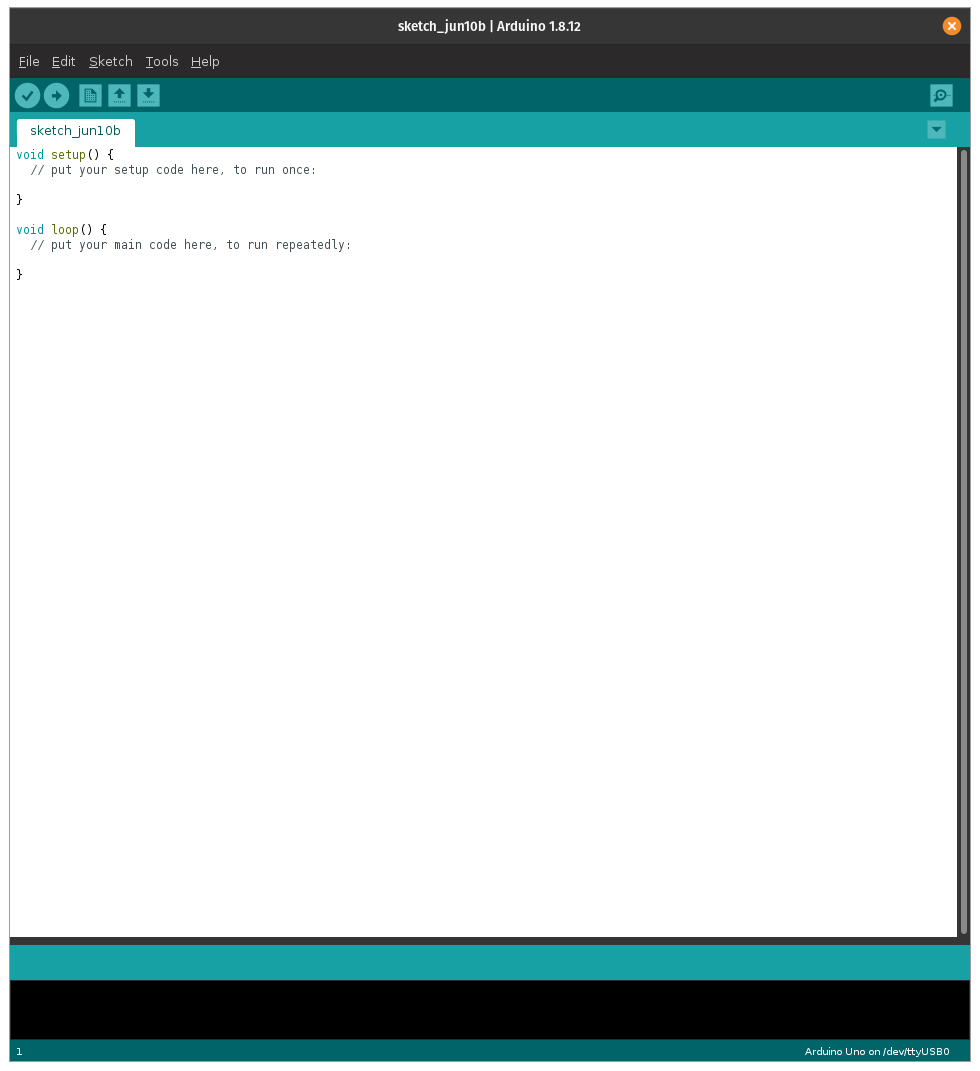 sketch_jun10b | Arduino 1.8.12
File Edit Sketch Tools Help
sketch_jun10b
void setup() {
  // put your setup code here, to run once:
}
void loop() {
  // put your main code here, to run repeatedly:
}
1 Arduino Uno on /dev/ttyUSB0